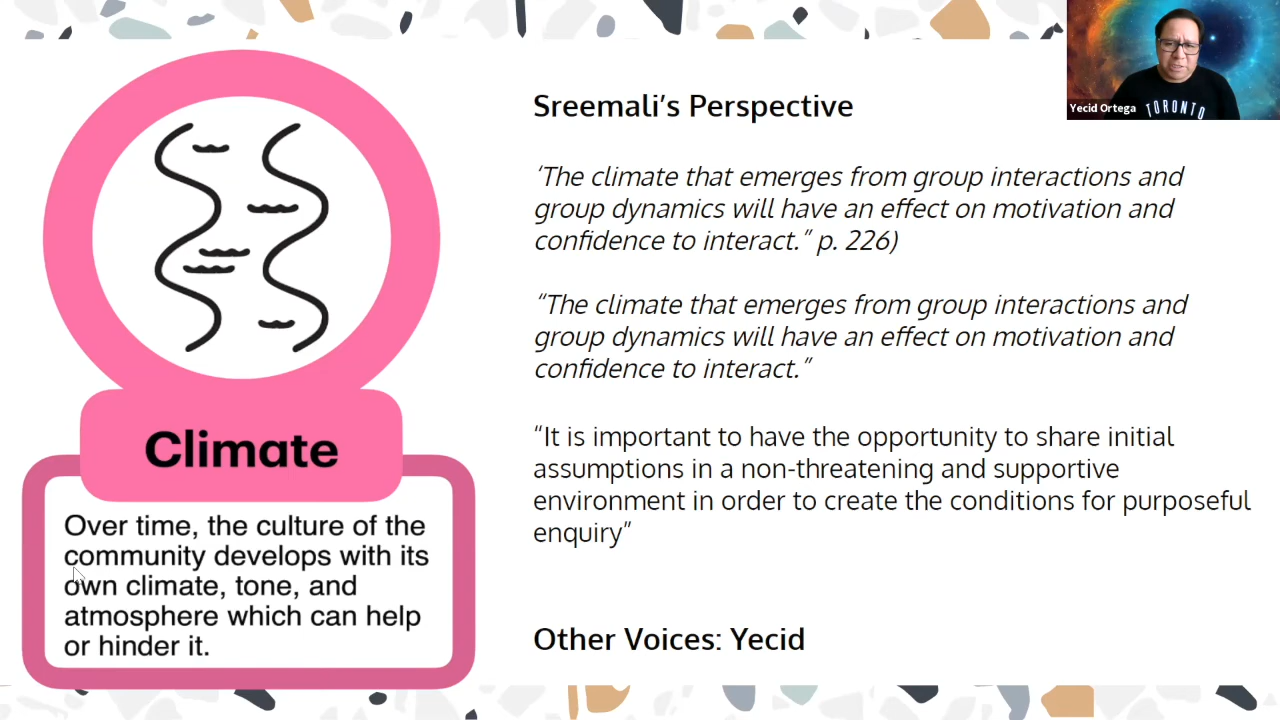 Yecid Ortega
TORONTO
Sreemali’s Perspective
‘The climate that emerges from group interactions and
group dynamics will have an effect on motivation and
confidence to interact.” p. 226)
“The climate that emerges from group interactions and
group dynamics will have an effect on motivation and
confidence to interact.”
“It is important to have the opportunity to share initial
assumptions in a non-threatening and supportive
environment in order to create the conditions for purposeful
enquiry”
Other Voices: Yecid
Climate
Over time, the culture of the
community develops with its
own climate, tone, and
atmosphere which can help
or hinder it.